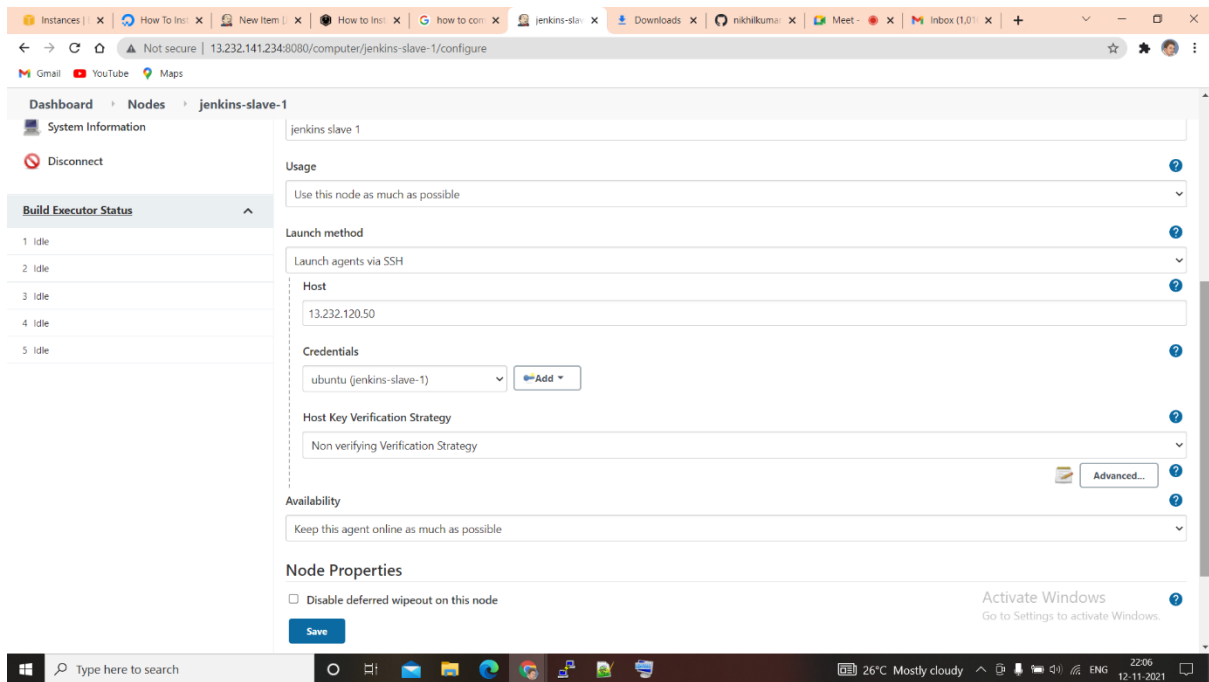 Instances |
How To Inst
New Item [
How to Inst
how to con
jenkins-slav
Downloads
nikhilkumar
Meet -
Inbox (1,01
Not secure | 13.232.141.234:8080/computer/jenkins-slave-1/configure
Gmail YouTube Maps
Dashboard Nodes jenkins-slave-1
System Information
Disconnect
Build Executor Status
1 Idle
2 Idle
3 Idle
4 Idle
5 Idle
jenkins slave 1
Usage
Use this node as much as possible
Launch method
Launch agents via SSH
Host
13.232.120.50
Credentials
ubuntu (jenkins-slave-1)
Add
Host Key Verification Strategy
Non verifying Verification Strategy
Advanced...
Availability
Keep this agent online as much as possible
Node Properties
Disable deferred wipeout on this node
Save
Activate Windows
Go to Settings to activate Windows.
Type here to search
26°C Mostly cloudy
ENG
22:06
12-11-2021